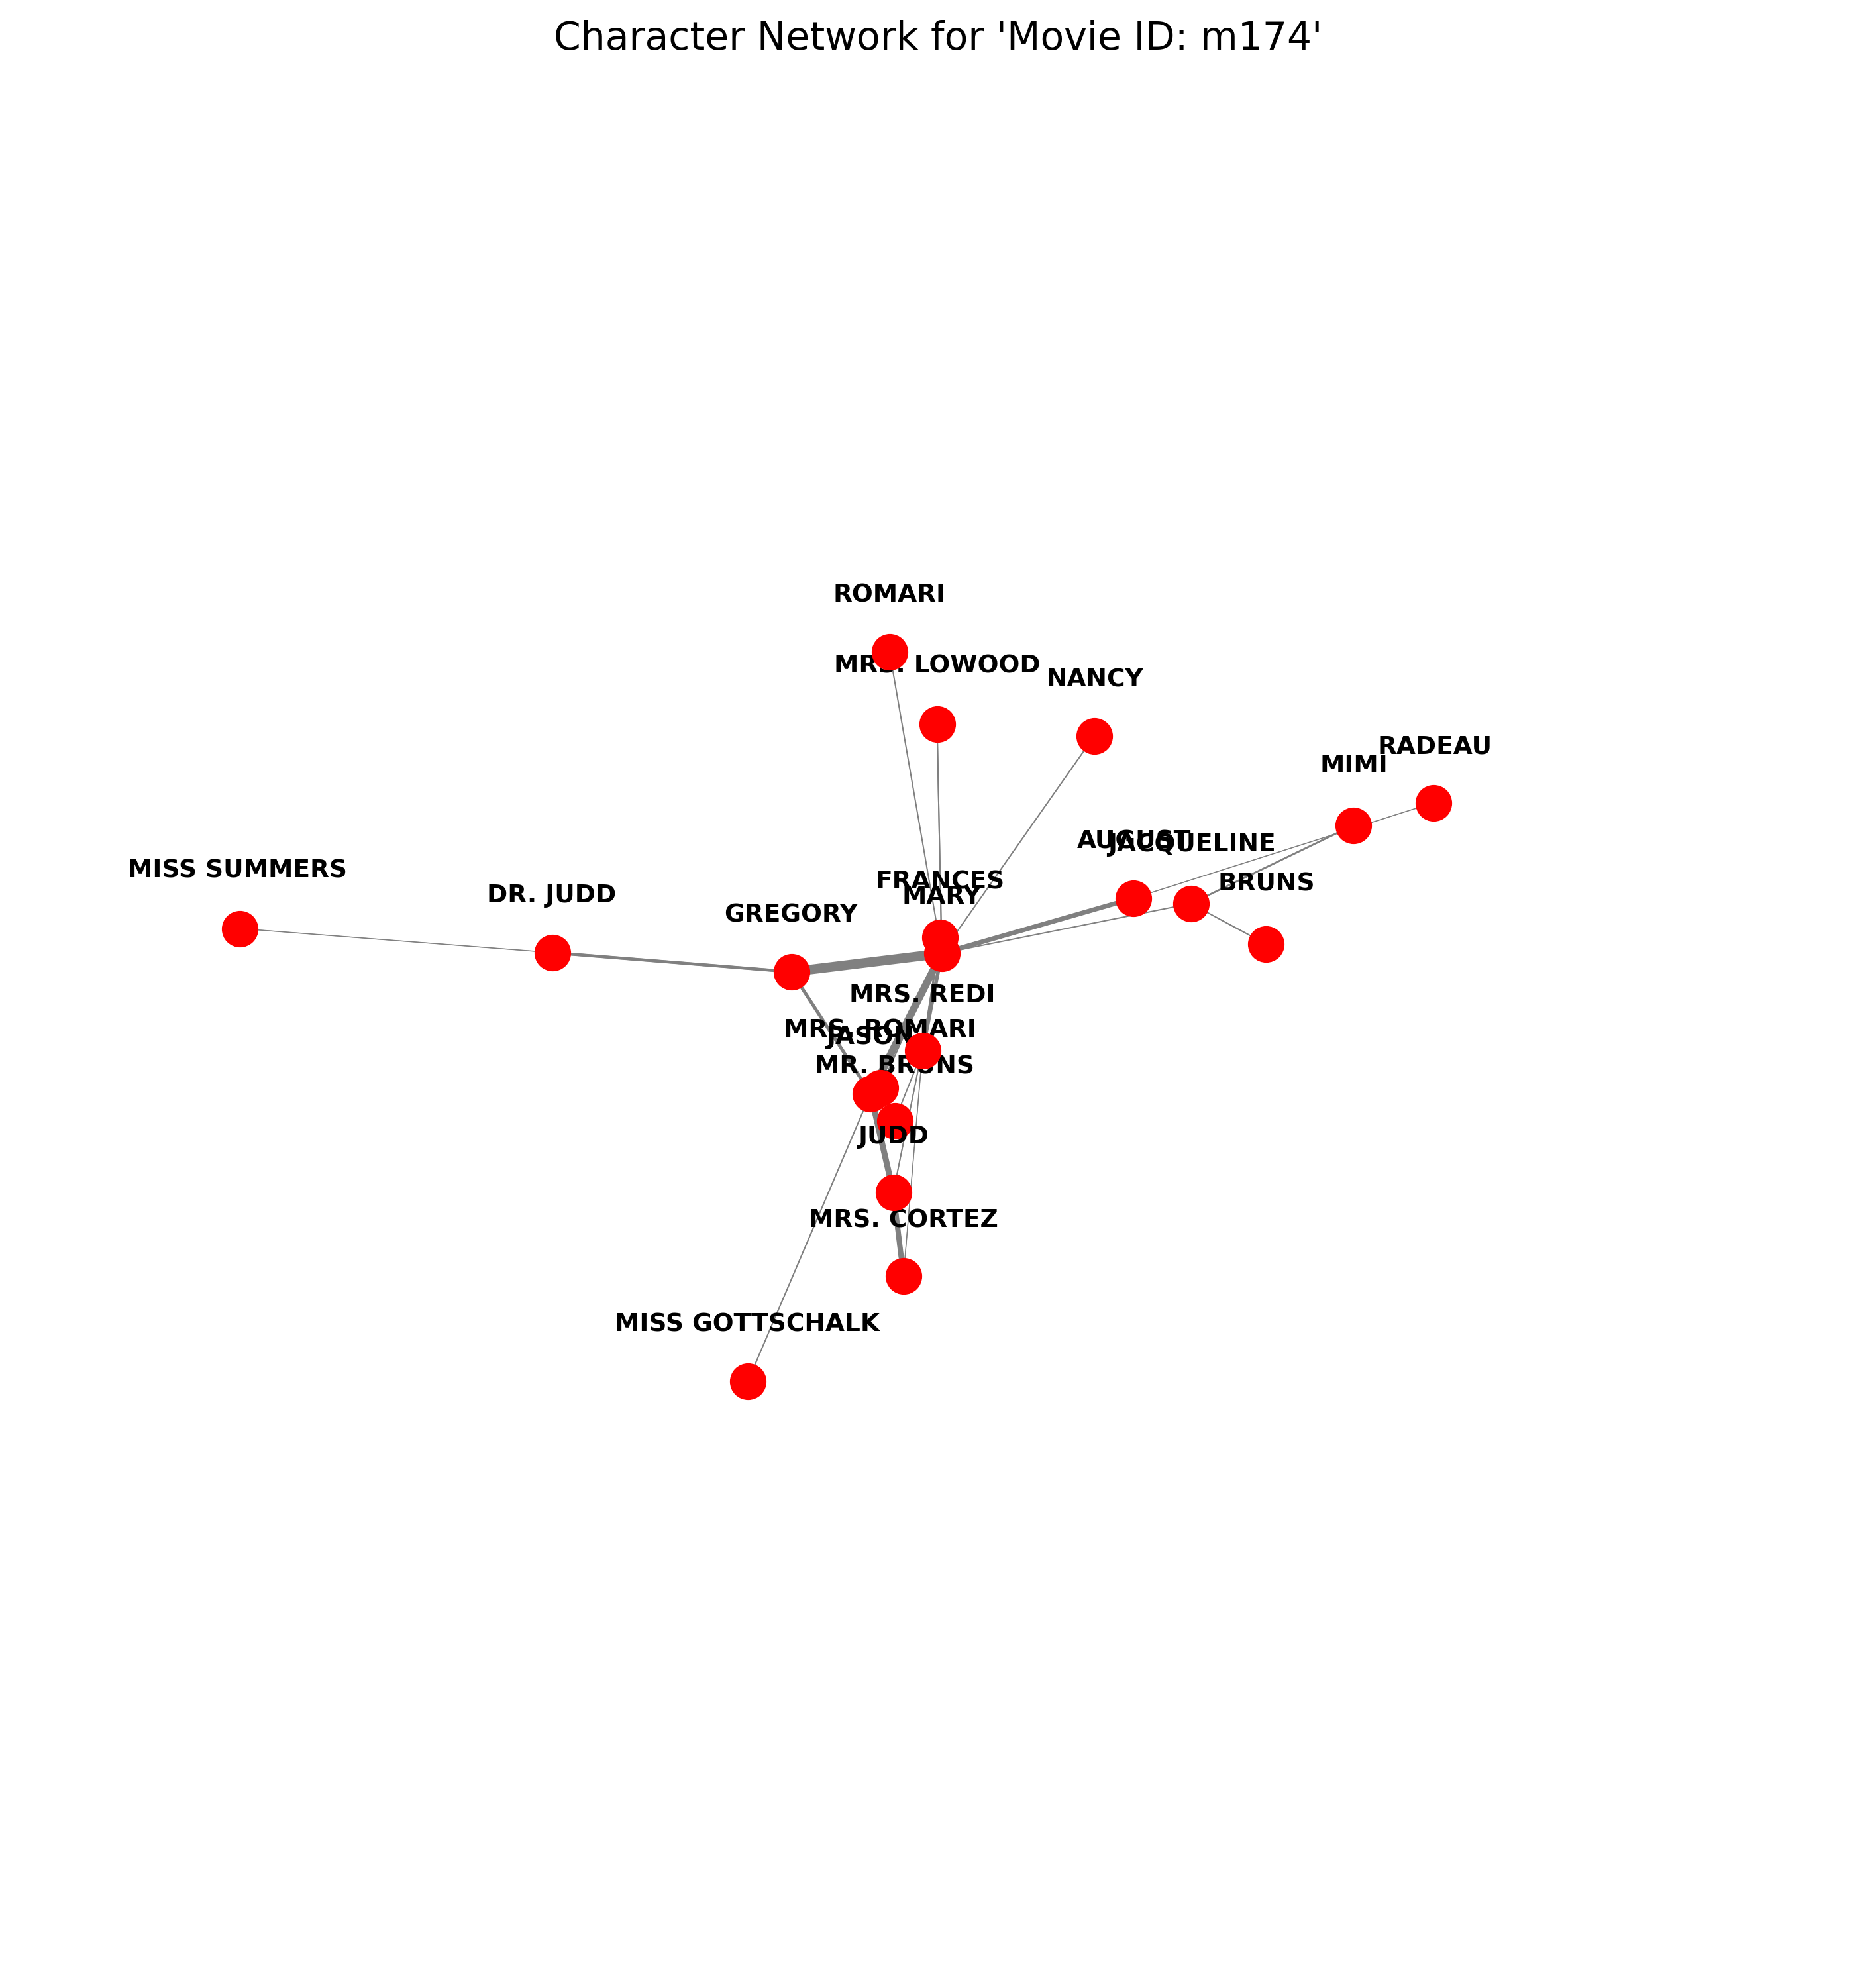 Character Network for 'Movie ID: m174'
ROMARI
MRS. LOWOOD
NANCY
RADEAU
MIMI
AUGUST
JACQUELINE
MISS SUMMERS
DR. JUDD
FRANCES
BRUNS
MARY
GREGORY
MRS. REDI
MRS. ROMARI
JASON
MR. BRUNS
JUDD
MRS. CORTEZ
MISS GOTTSCHALK